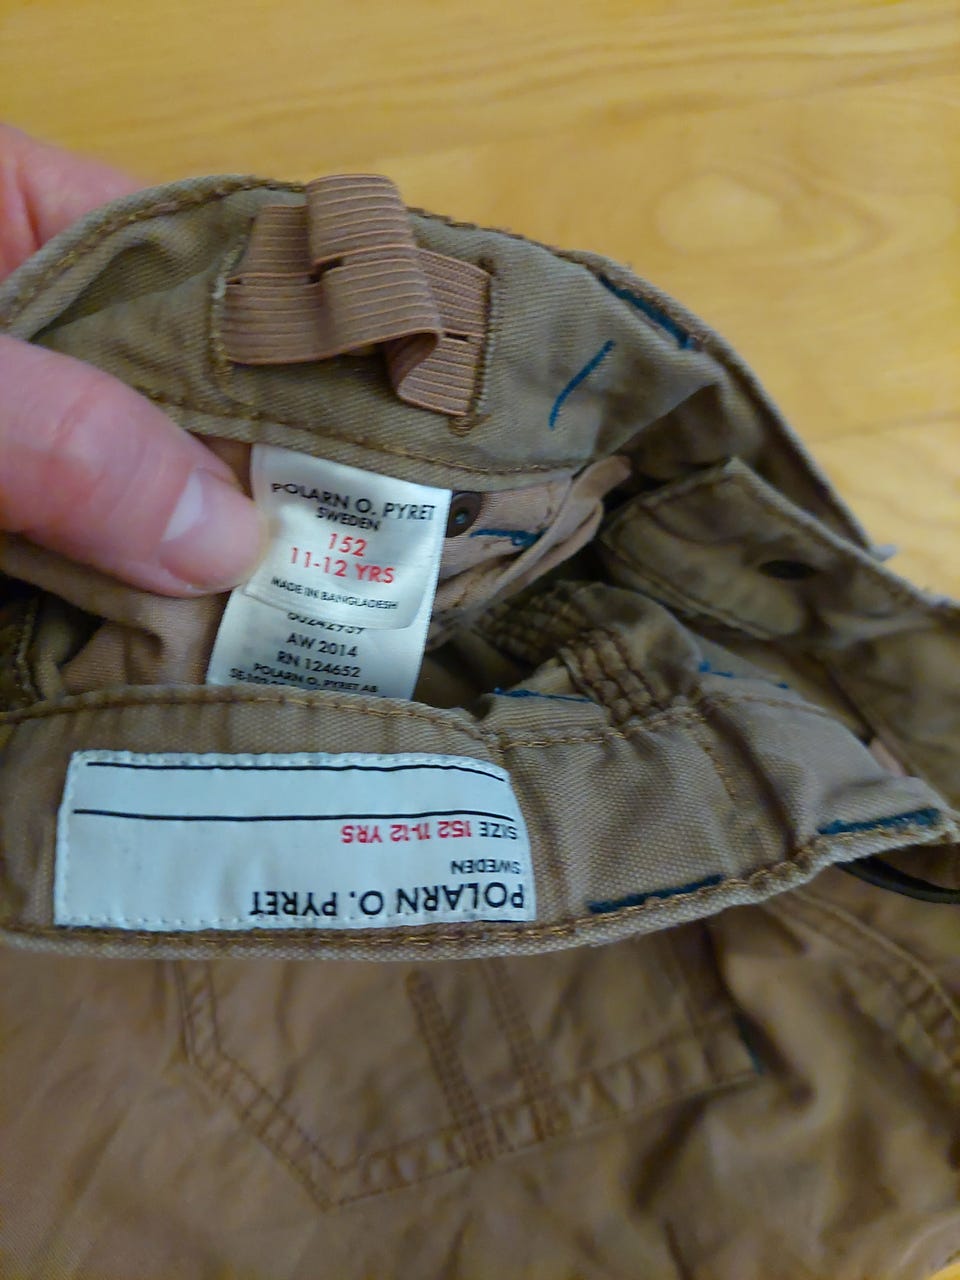 POLARN O. PYRET
SWEDEN
152
11-12 YRS
MADE IN BANGLADESH
00242939
AW 2014
RN 124652
POLARN O. PYRET AB
POLARN O. PYRET
SWEDEN
SIZE 152 11-12 YRS